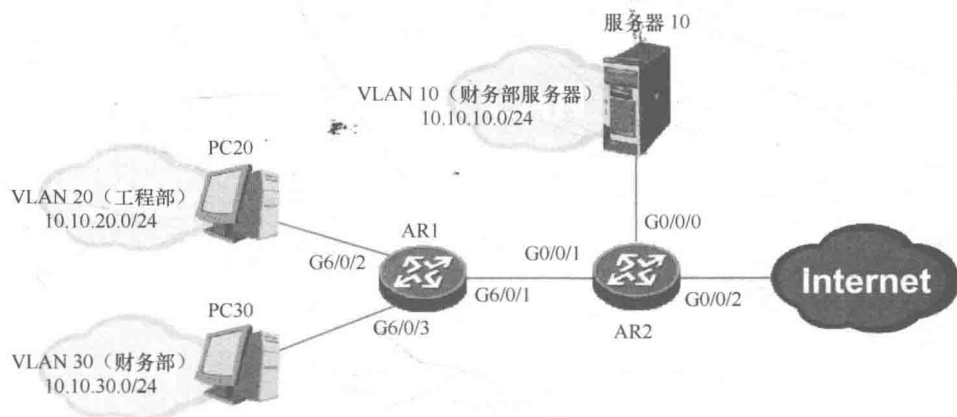 服务器 10
VLAN 10（财务部服务器）
10.10.10.0/24
PC20
VLAN 20（工程部）
10.10.20.0/24
G0/0/0
AR1
G6/0/2
G0/0/1
G6/0/1
Internet
G0/0/2
PC30
G6/0/3
AR2
VLAN 30（财务部）
10.10.30.0/24